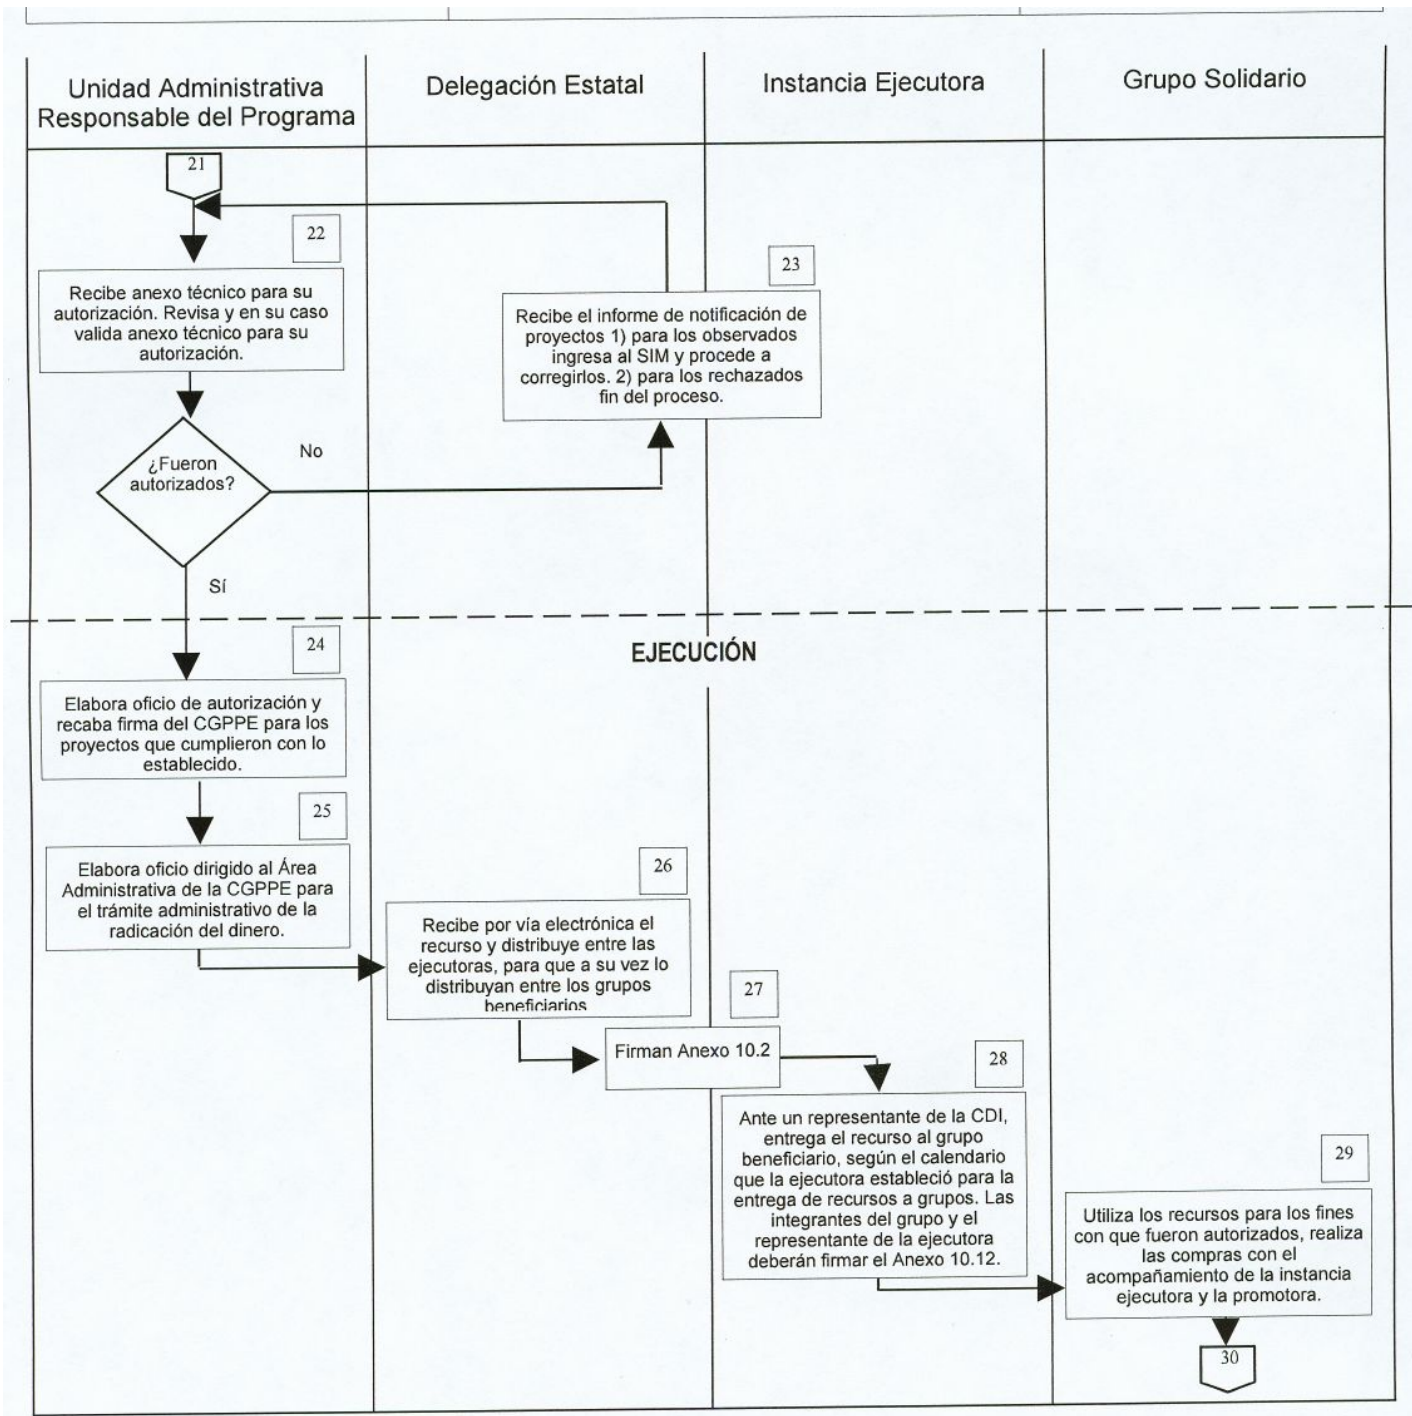 Unidad Administrativa
Responsable del Programa
Delegación Estatal
Instancia Ejecutora
Grupo Solidario
21
22
Recibe anexo técnico para su
autorización. Revisa y en su caso
valida anexo técnico para su
autorización.
23
Recibe el informe de notificación de
proyectos 1) para los observados
ingresa al SIM y procede a
corregirlos. 2) para los rechazados
fin del proceso.
¿Fueron
autorizados?
No
Sí
EJECUCIÓN
24
Elabora oficio de autorización y
recaba firma del CGPPE para los
proyectos que cumplieron con lo
establecido.
25
Elabora oficio dirigido al Área
Administrativa de la CGPPE para
el trámite administrativo de la
radicación del dinero.
26
Recibe por vía electrónica el
recurso y distribuye entre las
ejecutoras, para que a su vez lo
distribuyan entre los grupos
beneficiarios
27
Firman Anexo 10.2
28
Ante un representante de la CDI,
entrega el recurso al grupo
beneficiario, según el calendario
que la ejecutora estableció para la
entrega de recursos a grupos. Las
integrantes del grupo y el
representante de la ejecutora
deberán firmar el Anexo 10.12.
29
Utiliza los recursos para los fines
con que fueron autorizados, realiza
las compras con el
acompañamiento de la instancia
ejecutora y la promotora.
30